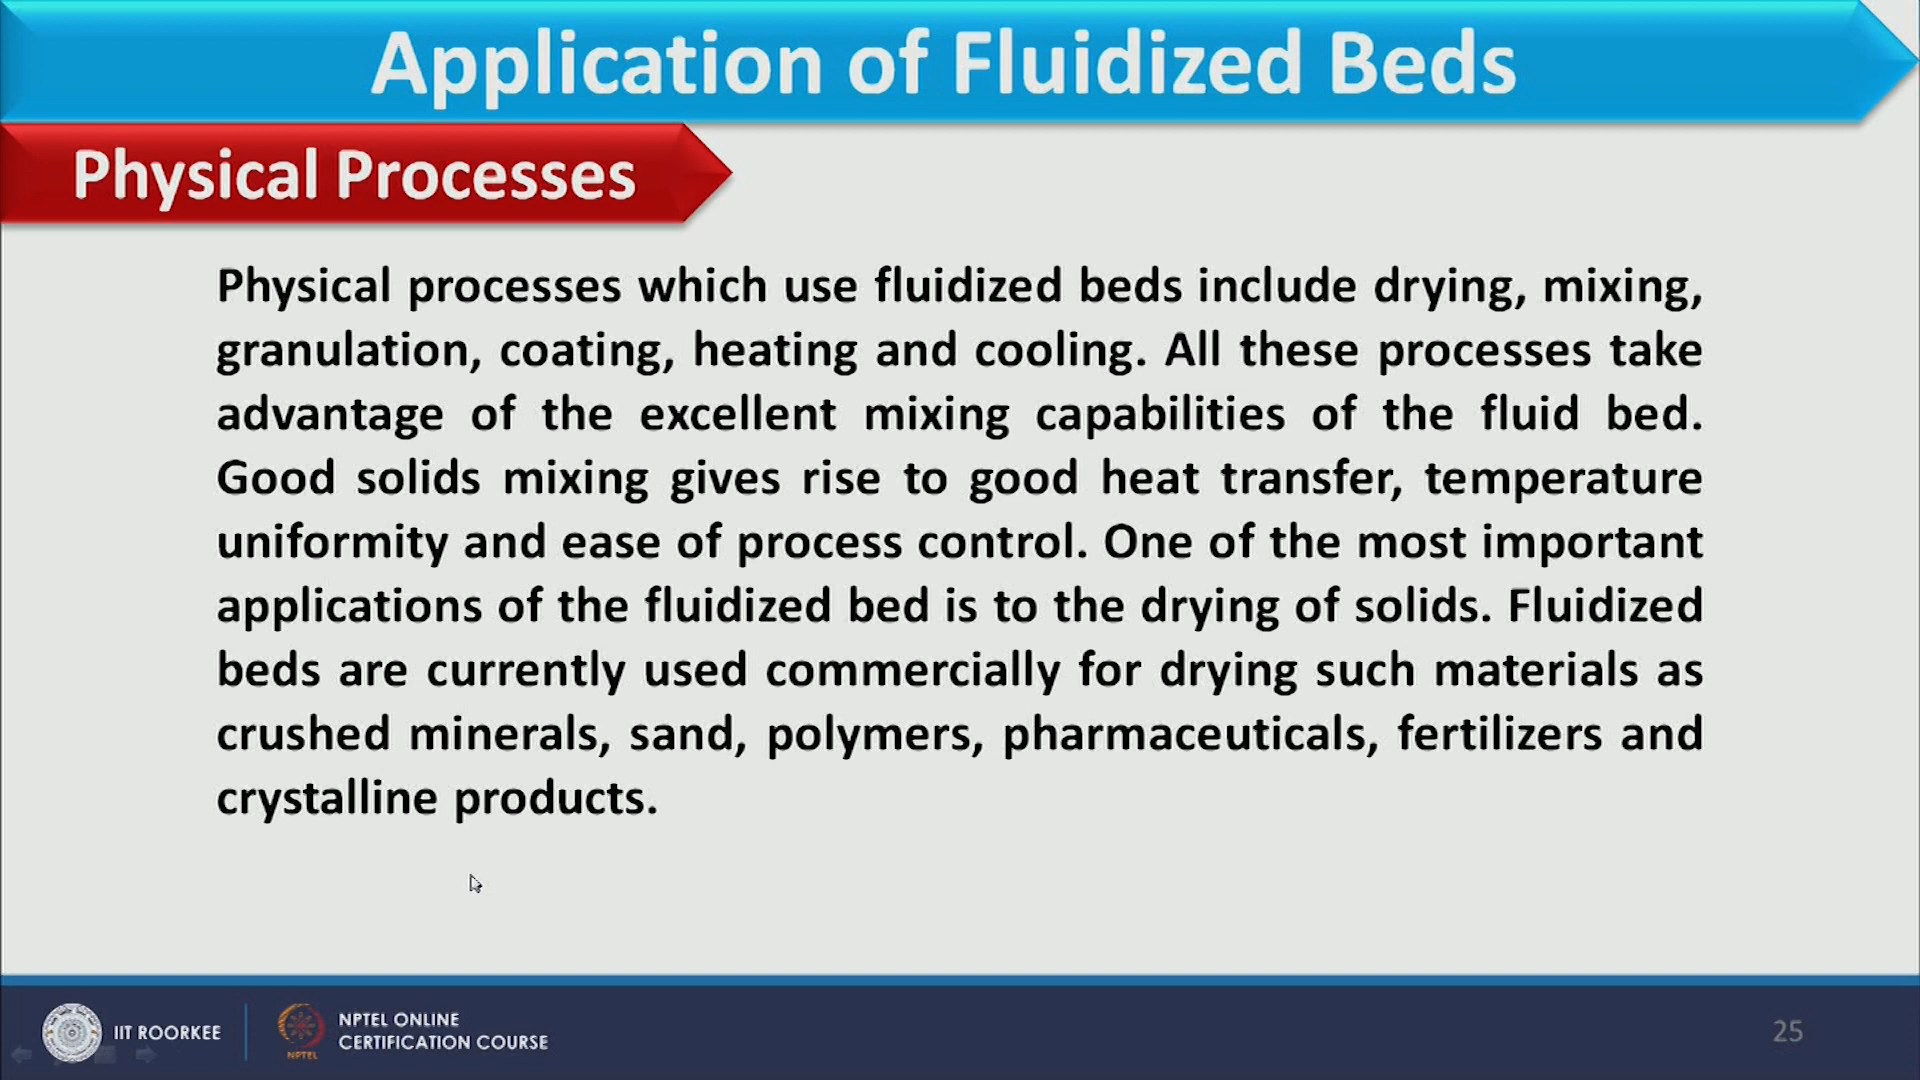 Application of Fluidized Beds
Physical Processes
Physical processes which use fluidized beds include drying, mixing,
granulation, coating, heating and cooling. All these processes take
advantage of the excellent mixing capabilities of the fluid bed.
Good solids mixing gives rise to good heat transfer, temperature
uniformity and ease of process control. One of the most important
applications of the fluidized bed is to the drying of solids. Fluidized
beds are currently used commercially for drying such materials as
crushed minerals, sand, polymers, pharmaceuticals, fertilizers and
crystalline products.
IIT ROORKEE
NPTEL
NPTEL ONLINE
CERTIFICATION COURSE
25